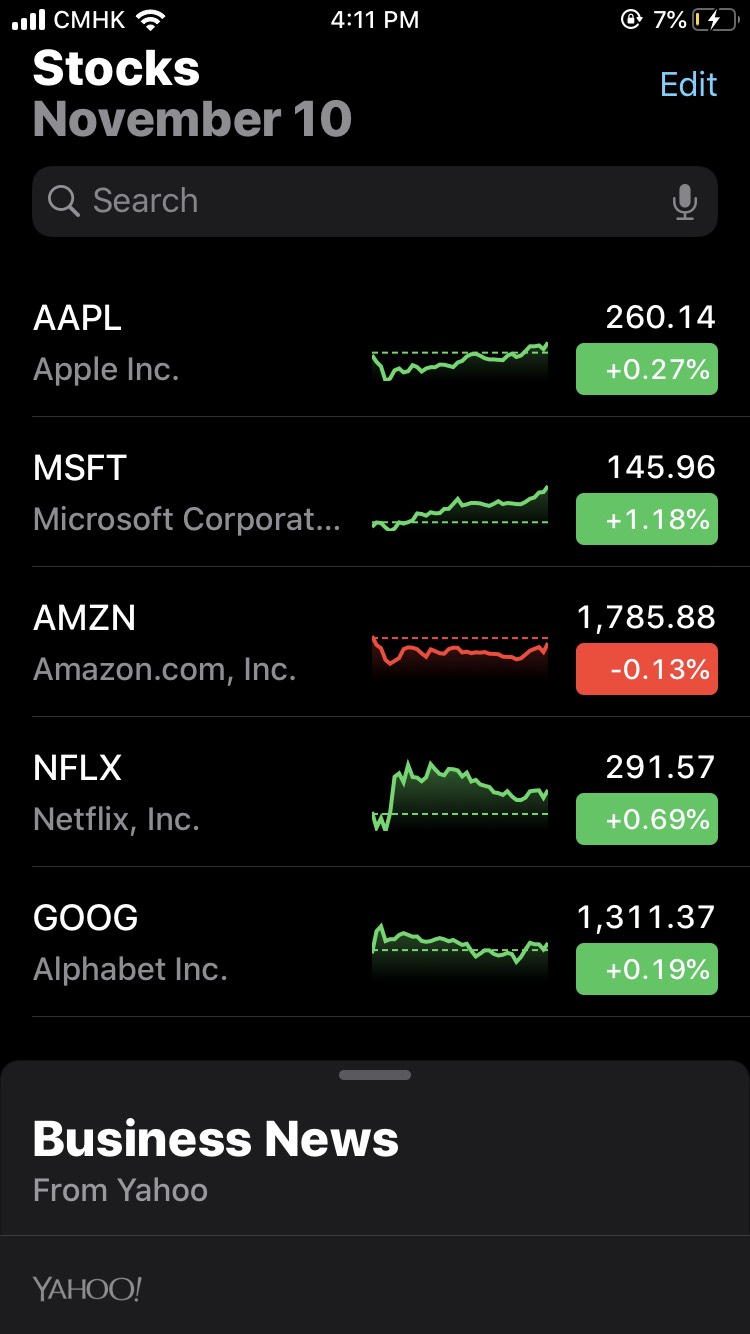 CMHK 4:11 PM 7%
Stocks
Edit
November 10
Search
AAPL 260.14
Apple Inc. +0.27%
MSFT 145.96
Microsoft Corporat... +1.18%
AMZN 1,785.88
Amazon.com, Inc. -0.13%
NFLX 291.57
Netflix, Inc. +0.69%
GOOG 1,311.37
Alphabet Inc. +0.19%
Business News
From Yahoo
YAHOO!